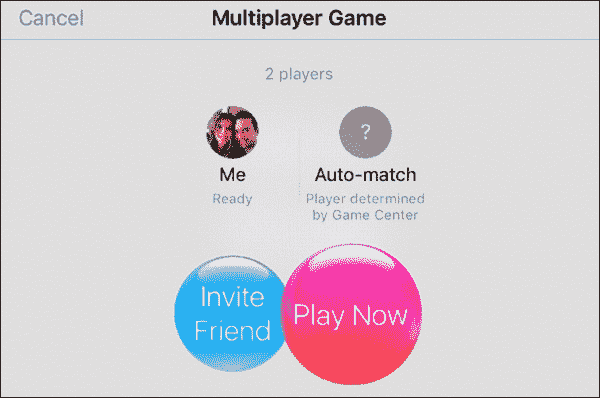 Cancel
Multiplayer Game
2 players
?
Me
Auto-match
Ready
Player determined
by Game Center
Invite
Friend
Play Now